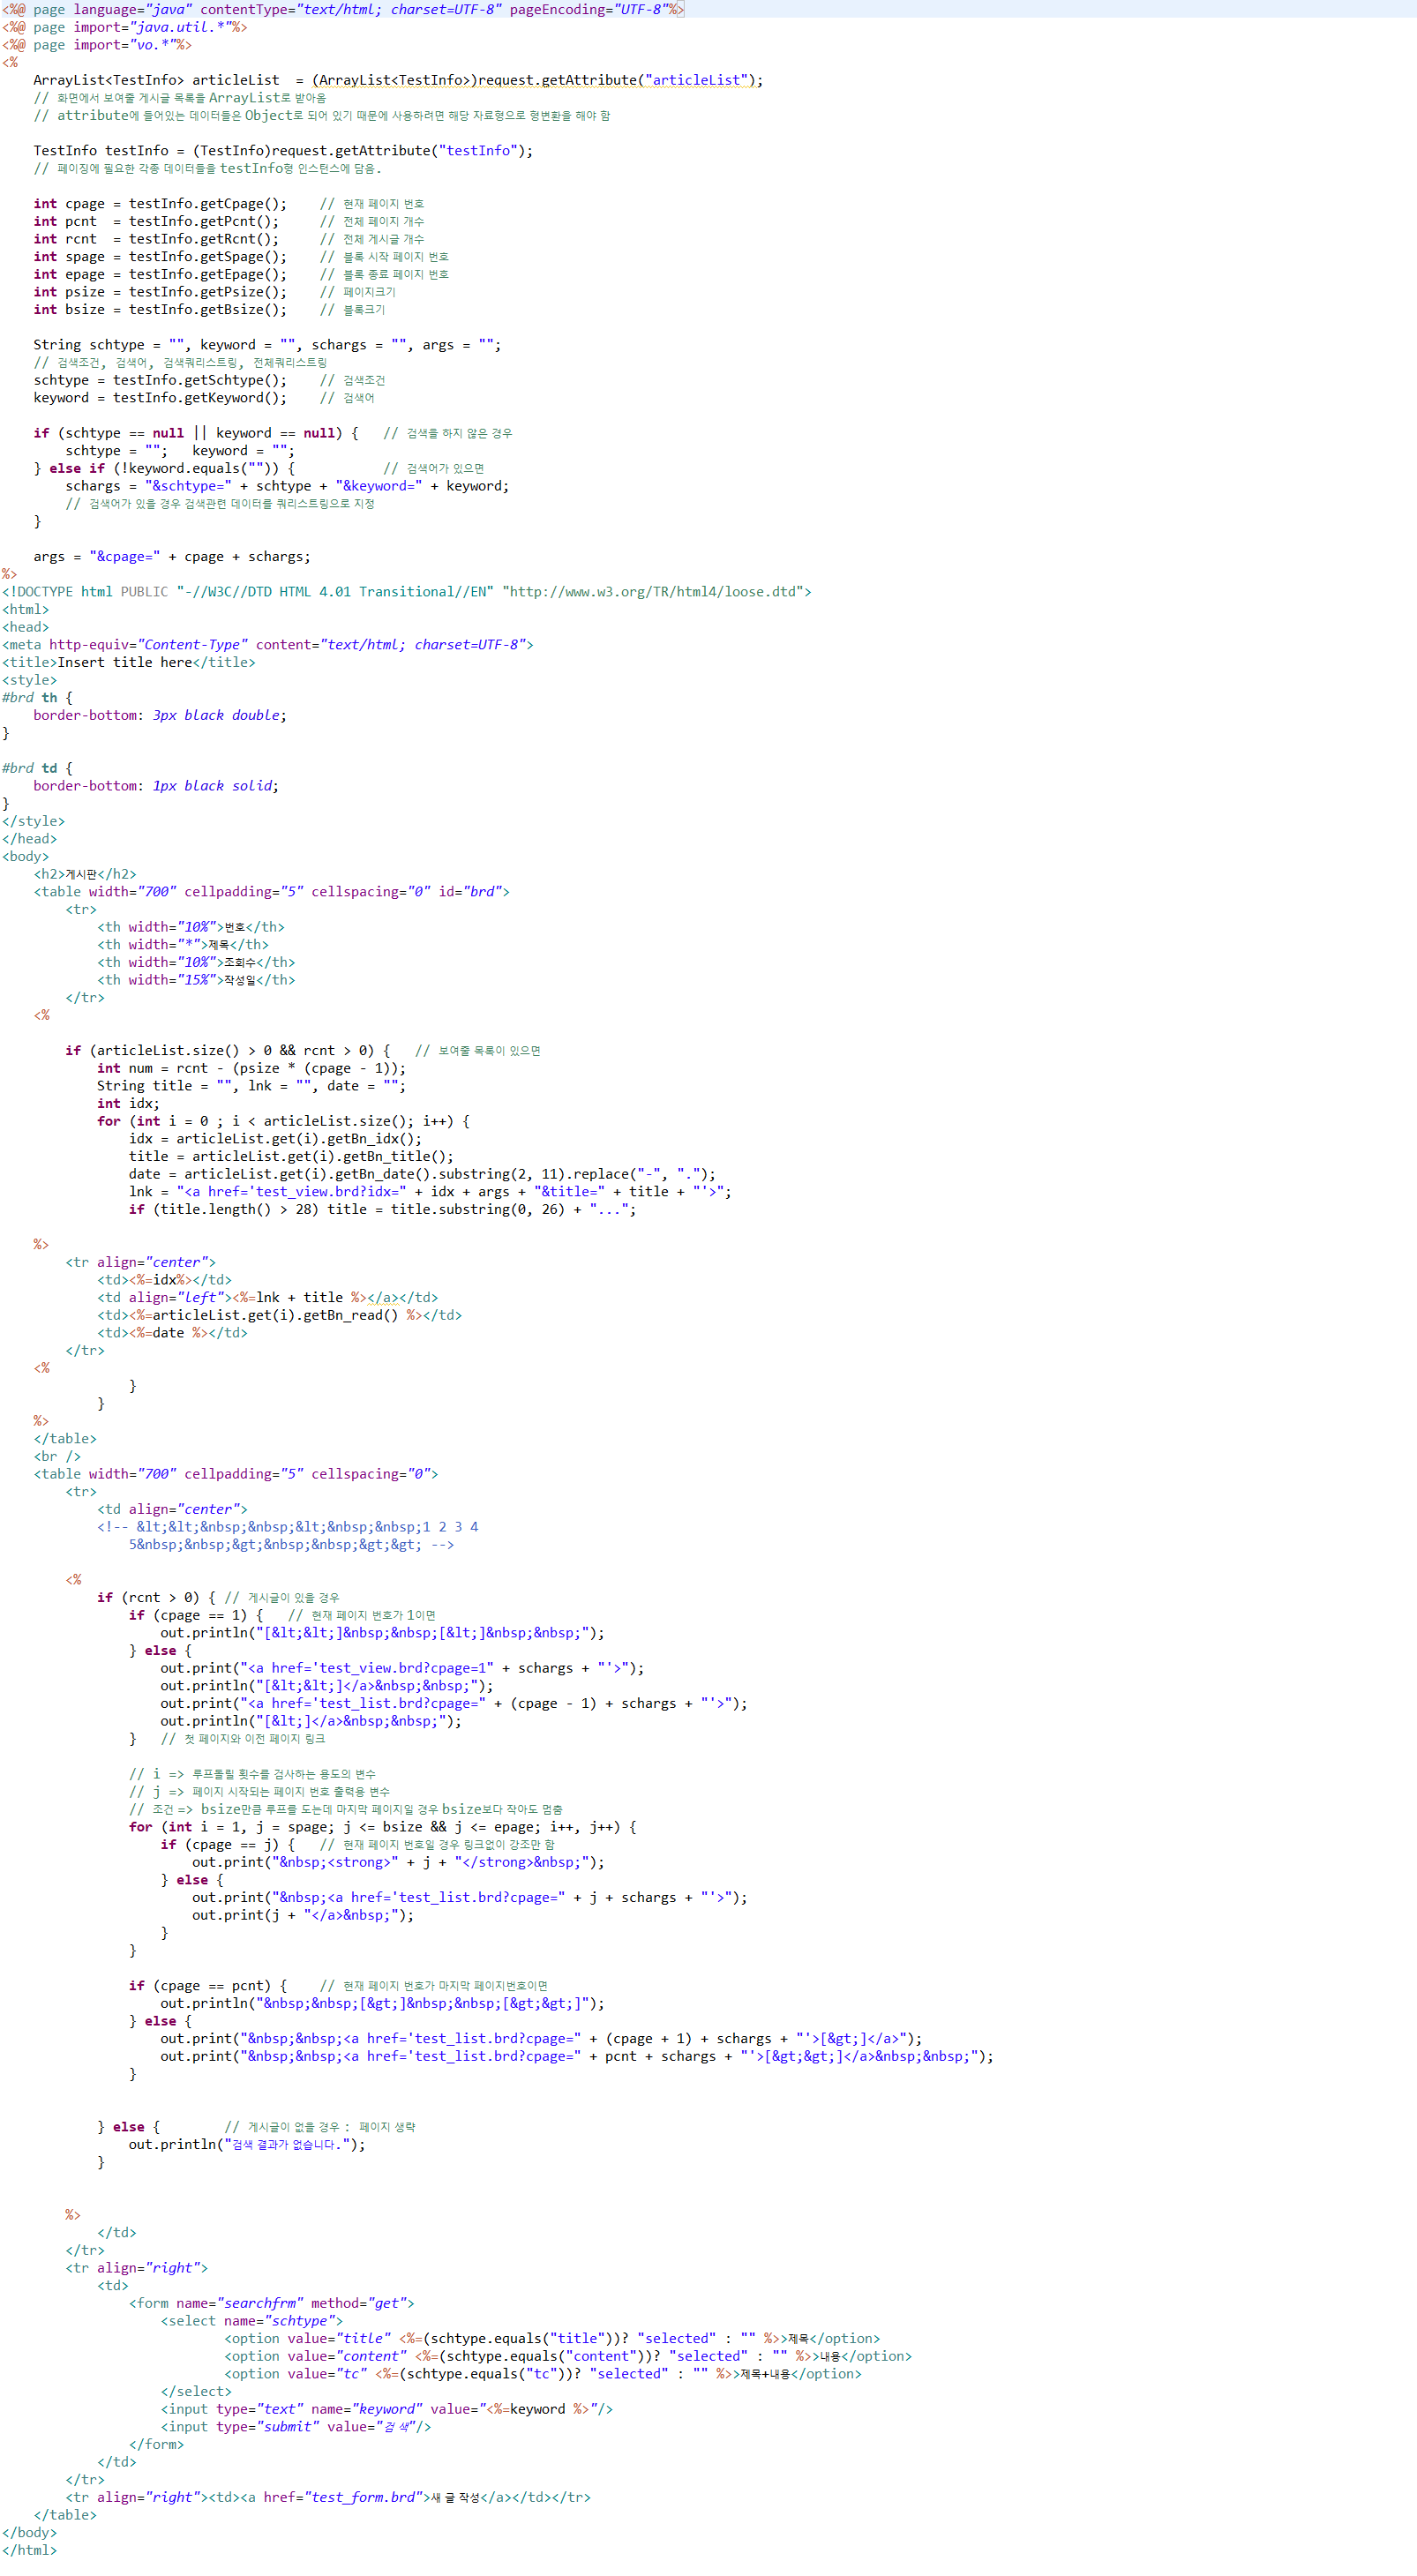 <%@ page language="java" contentType="text/html; charset=UTF-8" pageEncoding="UTF-8"%>
<%@ page import="java.util.*"%>
<%@ page import="vo.*"%>
<%
    ArrayList<TestInfo> articleList  = (ArrayList<TestInfo>)request.getAttribute("articleList");
    // 화면에서 보여줄 게시글 목록을 ArrayList로 받아옴
    // attribute에 들어있는 데이터들은 Object로 되어 있기 때문에 사용하려면 해당 자료형으로 형변환을 해야 함

    TestInfo testInfo = (TestInfo)request.getAttribute("testInfo");
    // 페이징에 필요한 각종 데이터들을 testInfo형 인스턴스에 담음.

    int cpage = testInfo.getCpage();    // 현재 페이지 번호
    int pcnt  = testInfo.getPcnt();     // 전체 페이지 개수
    int rcnt  = testInfo.getRcnt();     // 전체 게시글 개수
    int spage = testInfo.getSpage();    // 블록 시작 페이지 번호
    int epage = testInfo.getEpage();    // 블록 종료 페이지 번호
    int psize = testInfo.getPsize();    // 페이지크기
    int bsize = testInfo.getBsize();    // 블록크기

    String schtype = "", keyword = "", schargs = "", args = "";
    // 검색조건, 검색어, 검색쿼리스트링, 전체쿼리스트링
    schtype = testInfo.getSchtype();    // 검색조건
    keyword = testInfo.getKeyword();    // 검색어

    if (schtype == null || keyword == null) {   // 검색을 하지 않은 경우
        schtype = "";   keyword = "";
    } else if (!keyword.equals("")) {           // 검색어가 있으면
        schargs = "&schtype=" + schtype + "&keyword=" + keyword;
        // 검색어가 있을 경우 검색관련 데이터를 쿼리스트링으로 지정
    }

    args = "&cpage=" + cpage + schargs;
%>
<!DOCTYPE html PUBLIC "-//W3C//DTD HTML 4.01 Transitional//EN" "http://www.w3.org/TR/html4/loose.dtd">
<html>
<head>
<meta http-equiv="Content-Type" content="text/html; charset=UTF-8">
<title>Insert title here</title>
<style>
#brd th {
    border-bottom: 3px black double;
}

#brd td {
    border-bottom: 1px black solid;
}
</style>
</head>
<body>
    <h2>게시판</h2>
    <table width="700" cellpadding="5" cellspacing="0" id="brd">
        <tr>
            <th width="10%">번호</th>
            <th width="*">제목</th>
            <th width="10%">조회수</th>
            <th width="15%">작성일</th>
        </tr>
    <%

        if (articleList.size() > 0 && rcnt > 0) {   // 보여줄 목록이 있으면
            int num = rcnt - (psize * (cpage - 1));
            String title = "", lnk = "", date = "";
            int idx;
            for (int i = 0 ; i < articleList.size(); i++) {
                idx = articleList.get(i).getBn_idx();
                title = articleList.get(i).getBn_title();
                date = articleList.get(i).getBn_date().substring(2, 11).replace("-", ".");
                lnk = "<a href='test_view.brd?idx=" + idx + args + "&title=" + title + "'>";
                if (title.length() > 28) title = title.substring(0, 26) + "...";

    %>
        <tr align="center">
            <td><%=idx%></td>
            <td align="left"><%=lnk + title %></a></td>
            <td><%=articleList.get(i).getBn_read() %></td>
            <td><%=date %></td>
        </tr>
    <%
                }
            }
    %>
    </table>
    <br />
    <table width="700" cellpadding="5" cellspacing="0">
        <tr>
            <td align="center">
            <!-- &lt;&lt;&nbsp;&nbsp;&lt;&nbsp;&nbsp;1 2 3 4
                5&nbsp;&nbsp;&gt;&nbsp;&nbsp;&gt;&gt; -->

        <%
            if (rcnt > 0) { // 게시글이 있을 경우
                if (cpage == 1) {   // 현재 페이지 번호가 1이면
                    out.println("[&lt;&lt;]&nbsp;&nbsp;[&lt;]&nbsp;&nbsp;");
                } else {
                    out.print("<a href='test_view.brd?cpage=1" + schargs + "'>");
                    out.println("[&lt;&lt;]</a>&nbsp;&nbsp;");
                    out.print("<a href='test_list.brd?cpage=" + (cpage - 1) + schargs + "'>");
                    out.println("[&lt;]</a>&nbsp;&nbsp;");
                }   // 첫 페이지와 이전 페이지 링크

                // i => 루프돌릴 횟수를 검사하는 용도의 변수
                // j => 페이지 시작되는 페이지 번호 출력용 변수
                // 조건 => bsize만큼 루프를 도는데 마지막 페이지일 경우 bsize보다 작아도 멈춤
                for (int i = 1, j = spage; j <= bsize && j <= epage; i++, j++) {
                    if (cpage == j) {   // 현재 페이지 번호일 경우 링크없이 강조만 함
                        out.print("&nbsp;<strong>" + j + "</strong>&nbsp;");
                    } else {
                        out.print("&nbsp;<a href='test_list.brd?cpage=" + j + schargs + "'>");
                        out.print(j + "</a>&nbsp;");
                    }
                }

                if (cpage == pcnt) {    // 현재 페이지 번호가 마지막 페이지번호이면
                    out.println("&nbsp;&nbsp;[&gt;]&nbsp;&nbsp;[&gt;&gt;]");
                } else {
                    out.print("&nbsp;&nbsp;<a href='test_list.brd?cpage=" + (cpage + 1) + schargs + "'>[&gt;]</a>");
                    out.print("&nbsp;&nbsp;<a href='test_list.brd?cpage=" + pcnt + schargs + "'>[&gt;&gt;]</a>&nbsp;&nbsp;");
                }


            } else {        // 게시글이 없을 경우 : 페이지 생략
                out.println("검색 결과가 없습니다.");
            }


        %>
            </td>
        </tr>
        <tr align="right">
            <td>
                <form name="searchfrm" method="get">
                    <select name="schtype">
                            <option value="title" <%=(schtype.equals("title"))? "selected" : "" %>>제목</option>
                            <option value="content" <%=(schtype.equals("content"))? "selected" : "" %>>내용</option>
                            <option value="tc" <%=(schtype.equals("tc"))? "selected" : "" %>>제목+내용</option>
                    </select>
                    <input type="text" name="keyword" value="<%=keyword %>"/>
                    <input type="submit" value="검 색"/>
                </form>
            </td>
        </tr>
        <tr align="right"><td><a href="test_form.brd">새 글 작성</a></td></tr>
    </table>
</body>
</html>